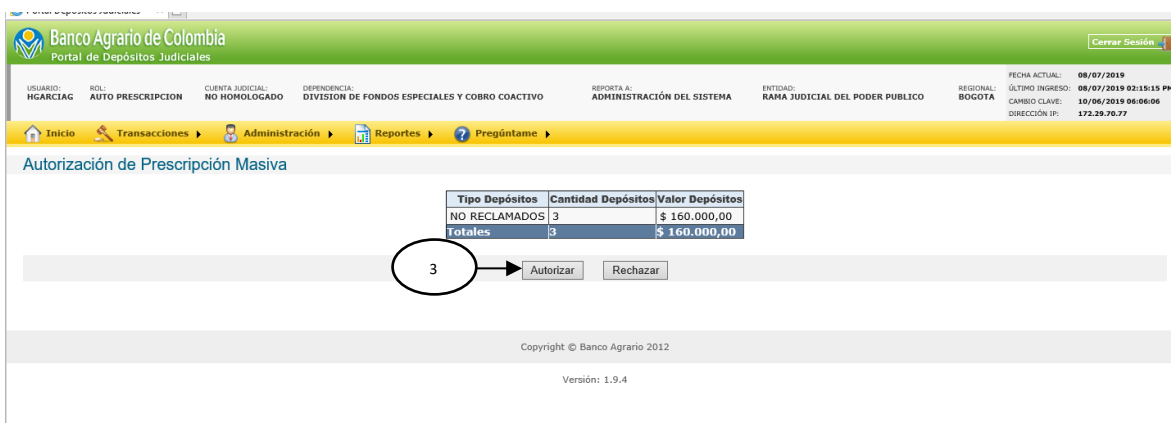 Banco Agrario de Colombia
Portal de Depósitos Judiciales
Cerrar Sesión
USUARIO: ROL: CUENTA JUDICIAL: DEPENDENCIA: REPORTA A: ENTIDAD: REGIONAL:
HGARCIAG AUTO PRESCRIPCION NO HOMOLOGADO DIVISION DE FONDOS ESPECIALES Y COBRO COACTIVO ADMINISTRACIÓN DEL SISTEMA RAMA JUDICIAL DEL PODER PUBLICO BOGOTA
FECHA ACTUAL: 08/07/2019
ÚLTIMO INGRESO: 08/07/2019 02:15:15 PM
CAMBIO CLAVE: 10/06/2019 06:06:06
DIRECCIÓN IP: 172.29.70.77
Inicio Transacciones Administración Reportes Pregúntame
Autorización de Prescripción Masiva
Tipo Depósitos Cantidad Depósitos Valor Depósitos
NO RECLAMADOS 3 $ 160.000,00
Totales 3 $ 160.000,00
3 Autorizar Rechazar
Copyright © Banco Agrario 2012
Versión: 1.9.4